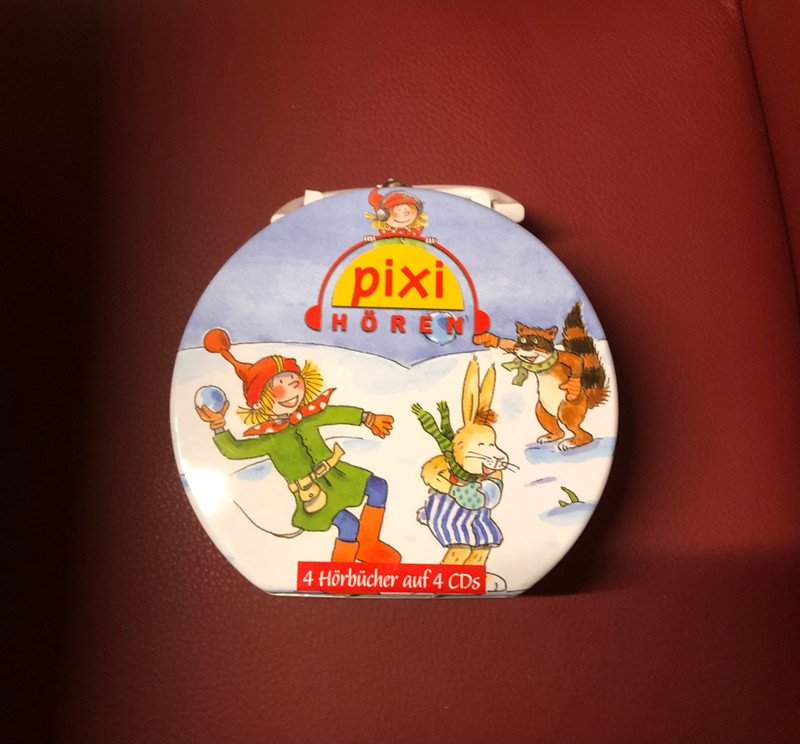 pixi
HÖREN
4 Hörbücher auf 4 CDs